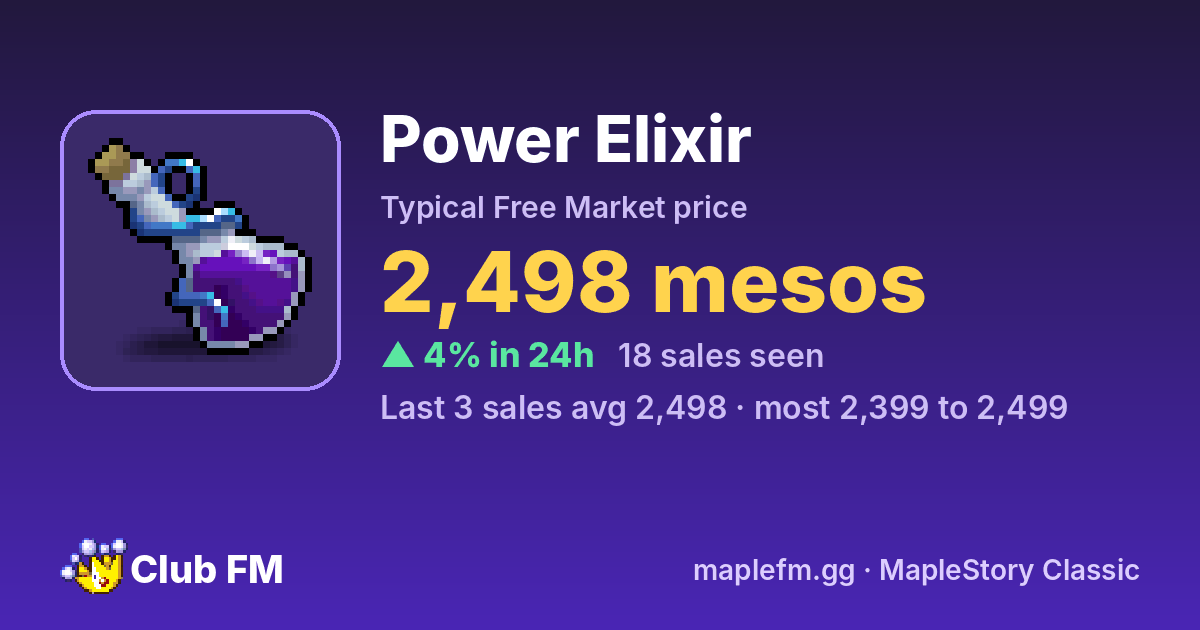 Power Elixir
Typical Free Market price
2,498 mesos
▲ 4% in 24h 18 sales seen
Last 3 sales avg 2,498 · most 2,399 to 2,499
Club FM
maplefm.gg · MapleStory Classic